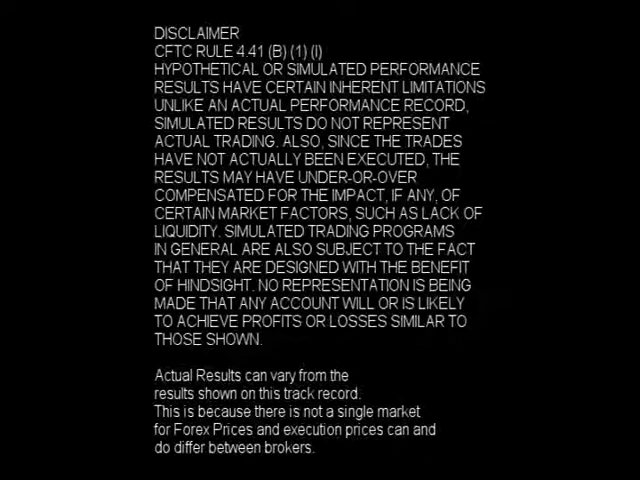 DISCLAIMER
CFTC RULE 4.41 (B) (1) (I)
HYPOTHETICAL OR SIMULATED PERFORMANCE
RESULTS HAVE CERTAIN INHERENT LIMITATIONS
UNLIKE AN ACTUAL PERFORMANCE RECORD,
SIMULATED RESULTS DO NOT REPRESENT
ACTUAL TRADING. ALSO, SINCE THE TRADES
HAVE NOT ACTUALLY BEEN EXECUTED, THE
RESULTS MAY HAVE UNDER-OR-OVER
COMPENSATED FOR THE IMPACT, IF ANY, OF
CERTAIN MARKET FACTORS, SUCH AS LACK OF
LIQUIDITY. SIMULATED TRADING PROGRAMS
IN GENERAL ARE ALSO SUBJECT TO THE FACT
THAT THEY ARE DESIGNED WITH THE BENEFIT
OF HINDSIGHT. NO REPRESENTATION IS BEING
MADE THAT ANY ACCOUNT WILL OR IS LIKELY
TO ACHIEVE PROFITS OR LOSSES SIMILAR TO
THOSE SHOWN.
Actual Results can vary from the
results shown on this track record.
This is because there is not a single market
for Forex Prices and execution prices can and
do differ between brokers.